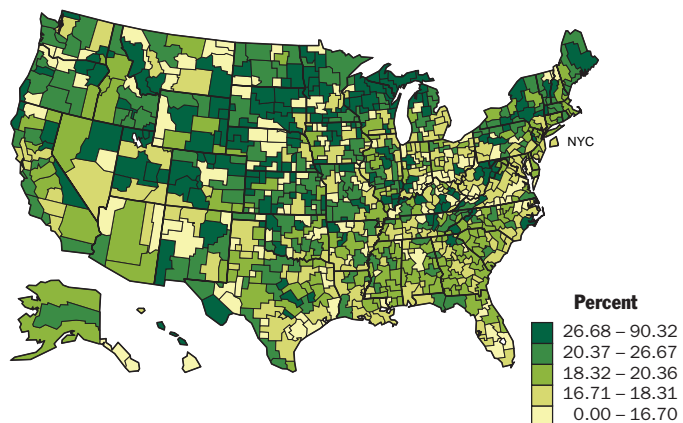 NYC
Percent
26.68 – 90.32
20.37 – 26.67
18.32 – 20.36
16.71 – 18.31
0.00 – 16.70